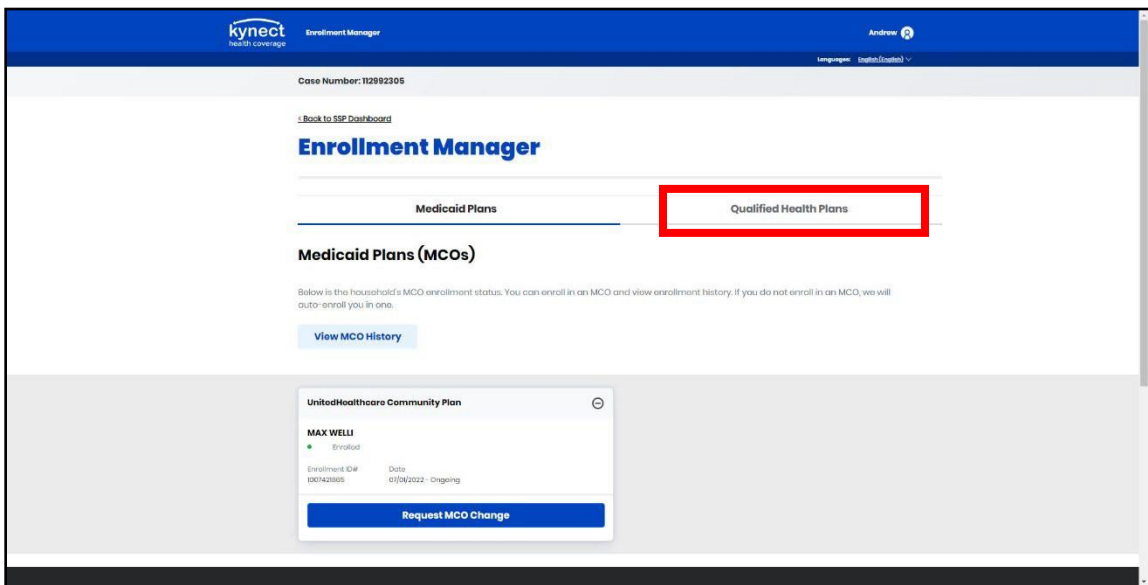 kynect
health coverage
Enrollment Manager
Andrew
Languages: English (English)
Case Number: 112992305
< Back to SSP Dashboard
Enrollment Manager
Medicaid Plans
Qualified Health Plans
Medicaid Plans (MCOs)
Below is the household's MCO enrollment status. You can enroll in an MCO and view enrollment history. If you do not enroll in an MCO, we will
auto-enroll you in one.
View MCO History
UnitedHealthcare Community Plan
MAX WELLI
Enrolled
Enrollment ID# Date
07/01/2022 - Ongoing
Request MCO Change